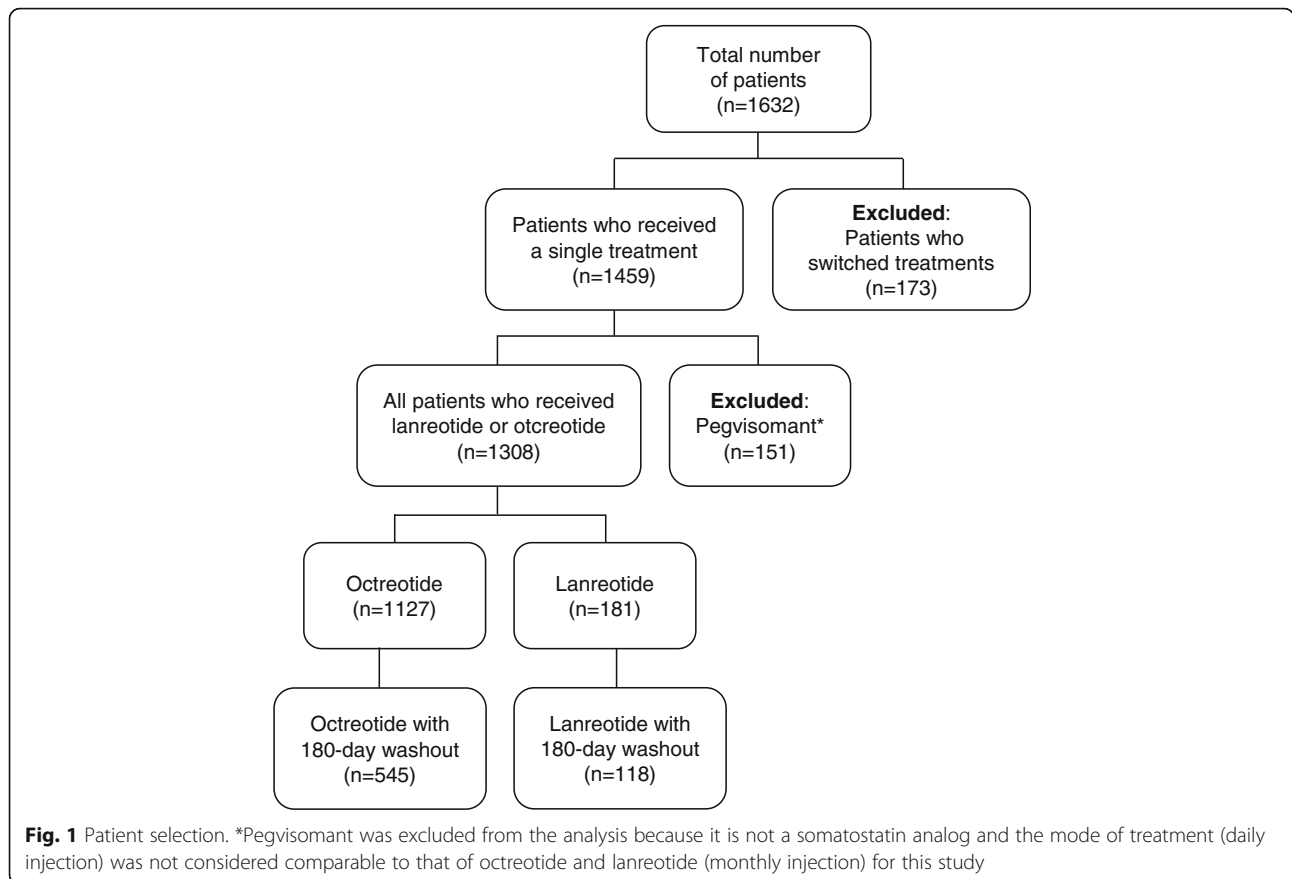 Total number
of patients
(n=1632)
Patients who received
a single treatment
(n=1459)
Excluded:
Patients who
switched treatments
(n=173)
All patients who received
lanreotide or otcreotide
(n=1308)
Excluded:
Pegvisomant*
(n=151)
Octreotide
(n=1127)
Lanreotide
(n=181)
Octreotide with
180-day washout
(n=545)
Lanreotide with
180-day washout
(n=118)
Fig. 1 Patient selection. *Pegvisomant was excluded from the analysis because it is not a somatostatin analog and the mode of treatment (daily
injection) was not considered comparable to that of octreotide and lanreotide (monthly injection) for this study